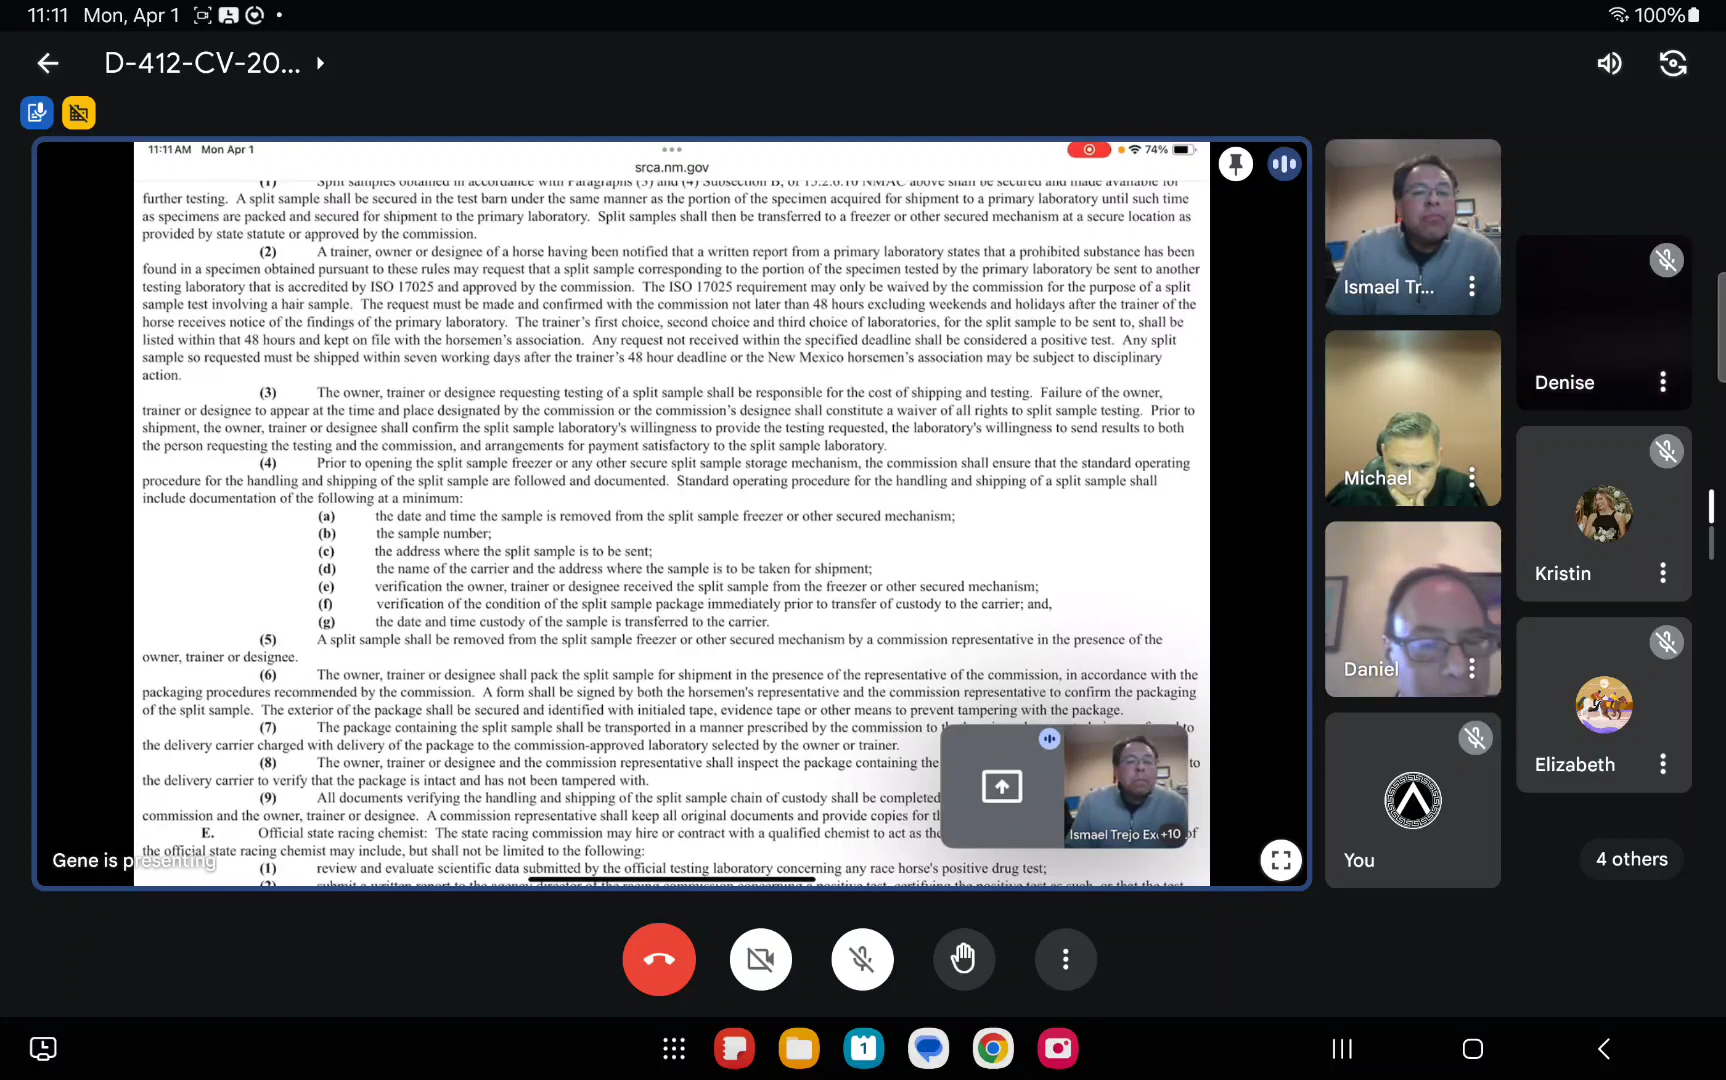 11:11 Mon, Apr 1
100%
D-412-CV-20...
11:11 AM Mon Apr 1
74%
srca.nm.gov
(1) Split samples obtained in accordance with Paragraphs (3) and (4) Subsection B, of 15.2.6.10 NMAC above shall be secured and made available for
further testing. A split sample shall be secured in the test barn under the same manner as the portion of the specimen acquired for shipment to a primary laboratory until such time
as specimens are packed and secured for shipment to the primary laboratory. Split samples shall then be transferred to a freezer or other secured mechanism at a secure location as
provided by state statute or approved by the commission.
(2) A trainer, owner or designee of a horse having been notified that a written report from a primary laboratory states that a prohibited substance has been
found in a specimen obtained pursuant to these rules may request that a split sample corresponding to the portion of the specimen tested by the primary laboratory be sent to another
testing laboratory that is accredited by ISO 17025 and approved by the commission. The ISO 17025 requirement may only be waived by the commission for the purpose of a split
sample test involving a hair sample. The request must be made and confirmed with the commission not later than 48 hours excluding weekends and holidays after the trainer of the
horse receives notice of the findings of the primary laboratory. The trainer's first choice, second choice and third choice of laboratories, for the split sample to be sent to, shall be
listed within that 48 hours and kept on file with the horsemen's association. Any request not received within the specified deadline shall be considered a positive test. Any split
sample so requested must be shipped within seven working days after the trainer's 48 hour deadline or the New Mexico horsemen's association may be subject to disciplinary
action.
(3) The owner, trainer or designee requesting testing of a split sample shall be responsible for the cost of shipping and testing. Failure of the owner,
trainer or designee to appear at the time and place designated by the commission or the commission's designee shall constitute a waiver of all rights to split sample testing. Prior to
shipment, the owner, trainer or designee shall confirm the split sample laboratory's willingness to provide the testing requested, the laboratory's willingness to send results to both
the person requesting the testing and the commission, and arrangements for payment satisfactory to the split sample laboratory.
(4) Prior to opening the split sample freezer or any other secure split sample storage mechanism, the commission shall ensure that the standard operating
procedure for the handling and shipping of the split sample are followed and documented. Standard operating procedure for the handling and shipping of a split sample shall
include documentation of the following at a minimum:
(a) the date and time the sample is removed from the split sample freezer or other secured mechanism;
(b) the sample number;
(c) the address where the split sample is to be sent;
(d) the name of the carrier and the address where the sample is to be taken for shipment;
(e) verification the owner, trainer or designee received the split sample from the freezer or other secured mechanism;
(f) verification of the condition of the split sample package immediately prior to transfer of custody to the carrier; and,
(g) the date and time custody of the sample is transferred to the carrier.
(5) A split sample shall be removed from the split sample freezer or other secured mechanism by a commission representative in the presence of the
owner, trainer or designee.
(6) The owner, trainer or designee shall pack the split sample for shipment in the presence of the representative of the commission, in accordance with the
packaging procedures recommended by the commission. A form shall be signed by both the horsemen's representative and the commission representative to confirm the packaging
of the split sample. The exterior of the package shall be secured and identified with initialed tape, evidence tape or other means to prevent tampering with the package.
(7) The package containing the split sample shall be transported in a manner prescribed by the commission to
the delivery carrier charged with delivery of the package to the commission-approved laboratory selected by the owner or trainer.
(8) The owner, trainer or designee and the commission representative shall inspect the package containing the to
the delivery carrier to verify that the package is intact and has not been tampered with.
(9) All documents verifying the handling and shipping of the split sample chain of custody shall be completed
commission and the owner, trainer or designee. A commission representative shall keep all original documents and provide copies for
E. Official state racing chemist: The state racing commission may hire or contract with a qualified chemist to act as the of
the official state racing chemist may include, but shall not be limited to the following:
(1) review and evaluate scientific data submitted by the official testing laboratory concerning any race horse's positive drug test;
Ismael Trejo Ex +10
Gene is presenting
Ismael Tr...
Michael
Daniel
You
Denise
Kristin
Elizabeth
4 others
1